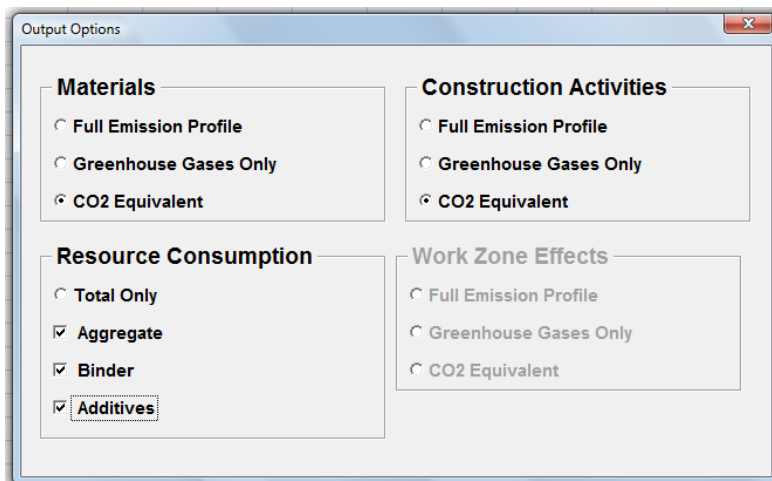 Output Options
Materials
Full Emission Profile
Greenhouse Gases Only
CO2 Equivalent
Construction Activities
Full Emission Profile
Greenhouse Gases Only
CO2 Equivalent
Resource Consumption
Total Only
Aggregate
Binder
Additives
Work Zone Effects
Full Emission Profile
Greenhouse Gases Only
CO2 Equivalent